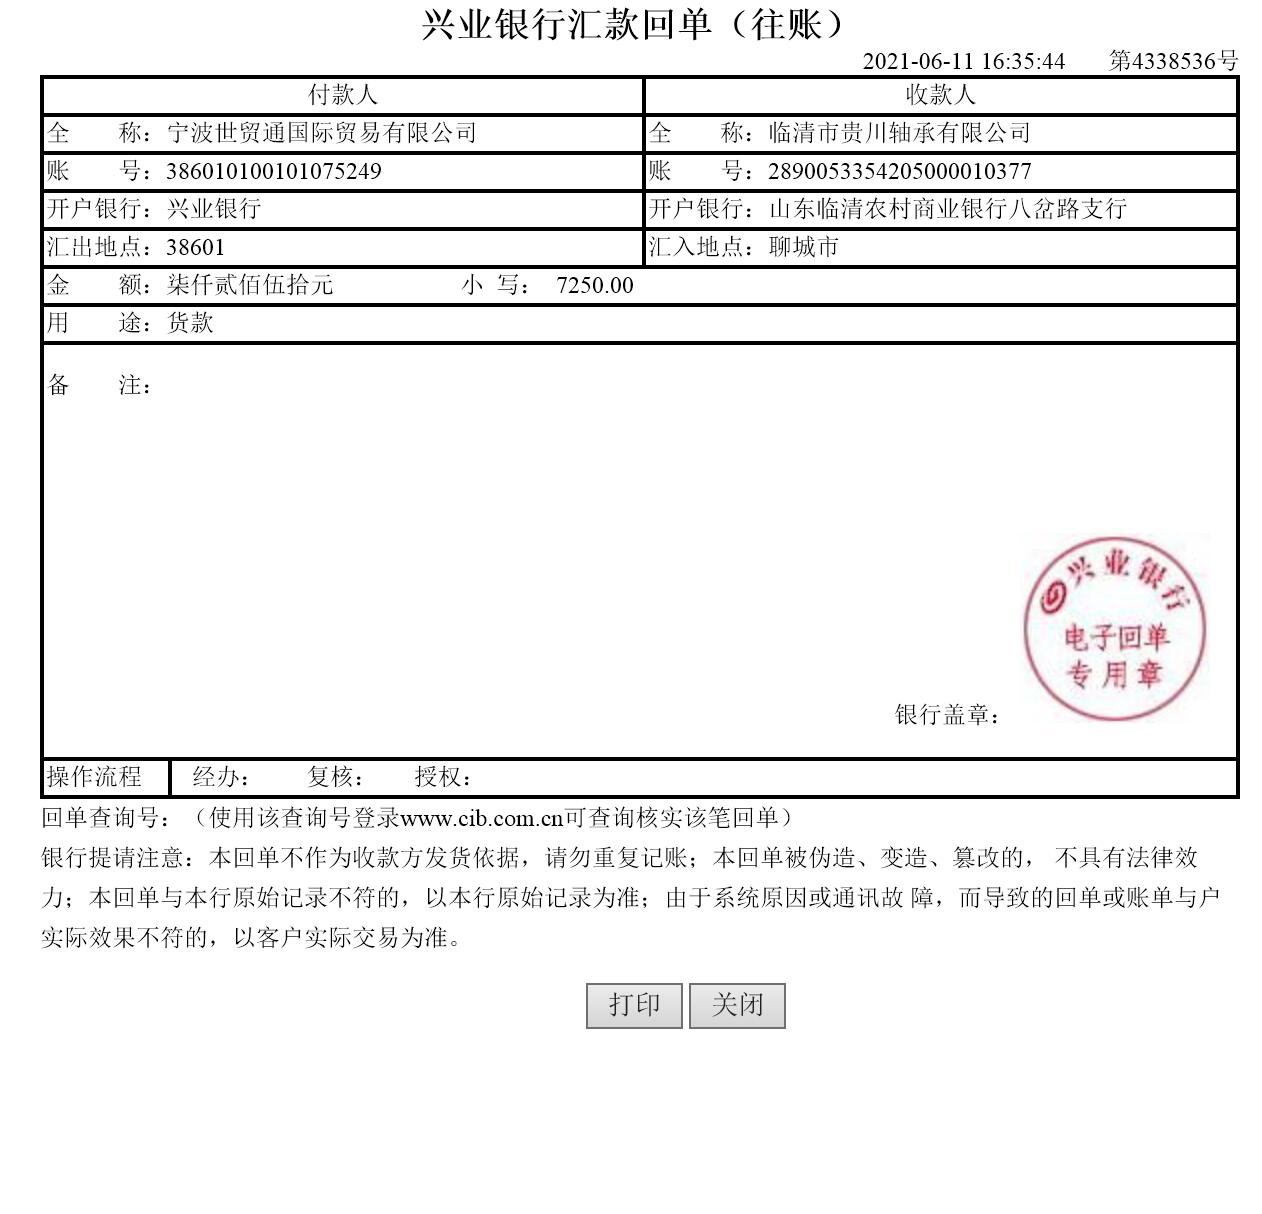 兴业银行汇款回单（往账）
2021-06-11 16:35:44 第4338536号
付款人 收款人
全 称：宁波世贸通国际贸易有限公司 全 称：临清市贵川轴承有限公司
账 号：386010100101075249 账 号：2890053354205000010377
开户银行：兴业银行 开户银行：山东临清农村商业银行八岔路支行
汇出地点：38601 汇入地点：聊城市
金 额：柒仟贰佰伍拾元 小 写： 7250.00
用 途：货款
备 注：
兴业银行
电子回单
专用章
银行盖章：
操作流程 经办： 复核： 授权：
回单查询号：（使用该查询号登录www.cib.com.cn可查询核实该笔回单）
银行提请注意：本回单不作为收款方发货依据，请勿重复记账；本回单被伪造、变造、篡改的， 不具有法律效
力；本回单与本行原始记录不符的，以本行原始记录为准；由于系统原因或通讯故 障，而导致的回单或账单与户
实际效果不符的，以客户实际交易为准。
打印 关闭